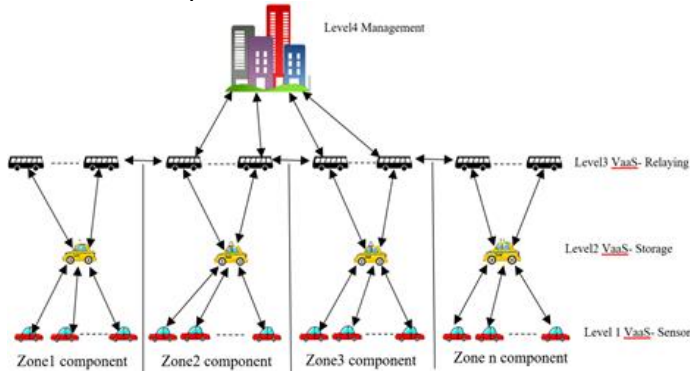 Level4 Management
Level3 VaaS- Relaying
Level2 VaaS- Storage
Level 1 VaaS- Sensor
Zone1 component
Zone2 component
Zone3 component
Zone n component